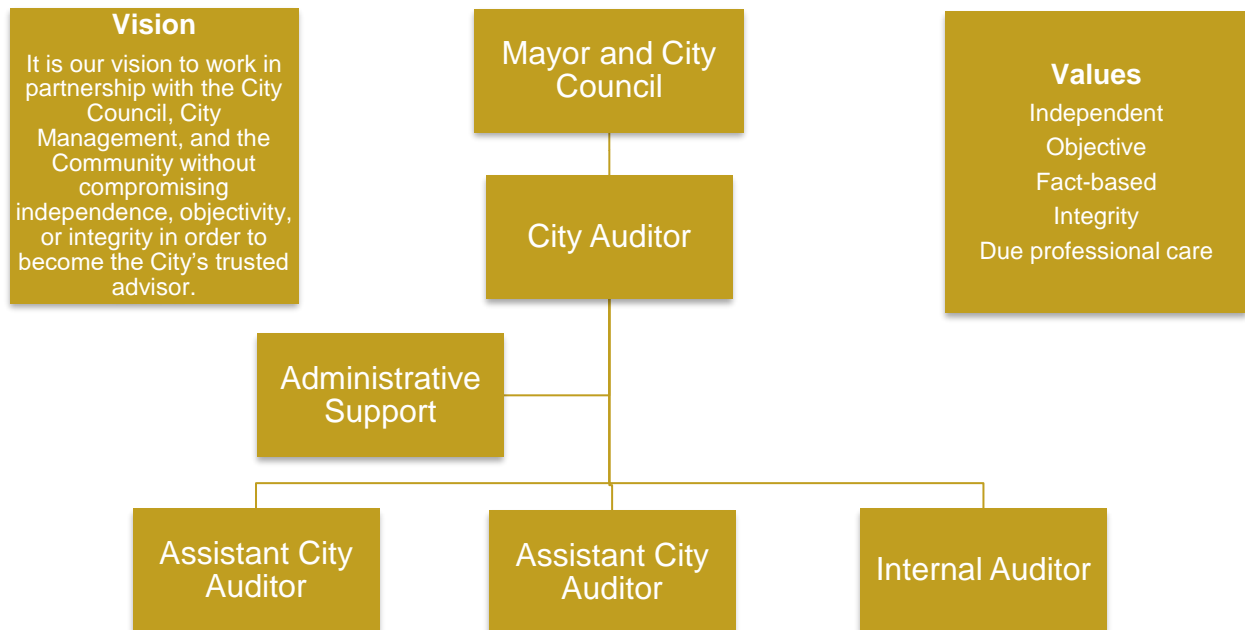 Vision
It is our vision to work in
partnership with the City
Council, City
Management, and the
Community without
compromising
independence, objectivity,
or integrity in order to
become the City’s trusted
advisor.
Mayor and City
Council
Values
Independent
Objective
Fact-based
Integrity
Due professional care
City Auditor
Administrative
Support
Assistant City
Auditor
Assistant City
Auditor
Internal Auditor